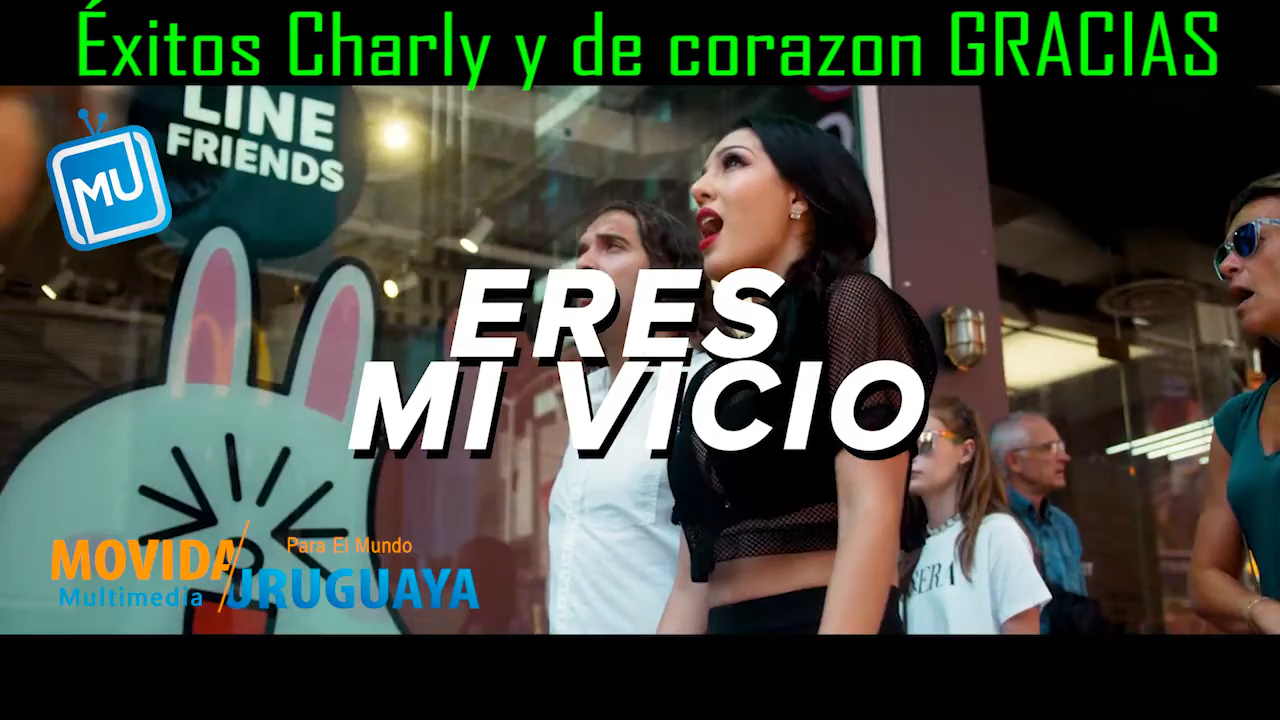 Éxitos Charly y de corazon GRACIAS
LINE
FRIENDS
MU
ERES
MI VICIO
MOVIDA
Para El Mundo
Multimedia
URUGUAYA